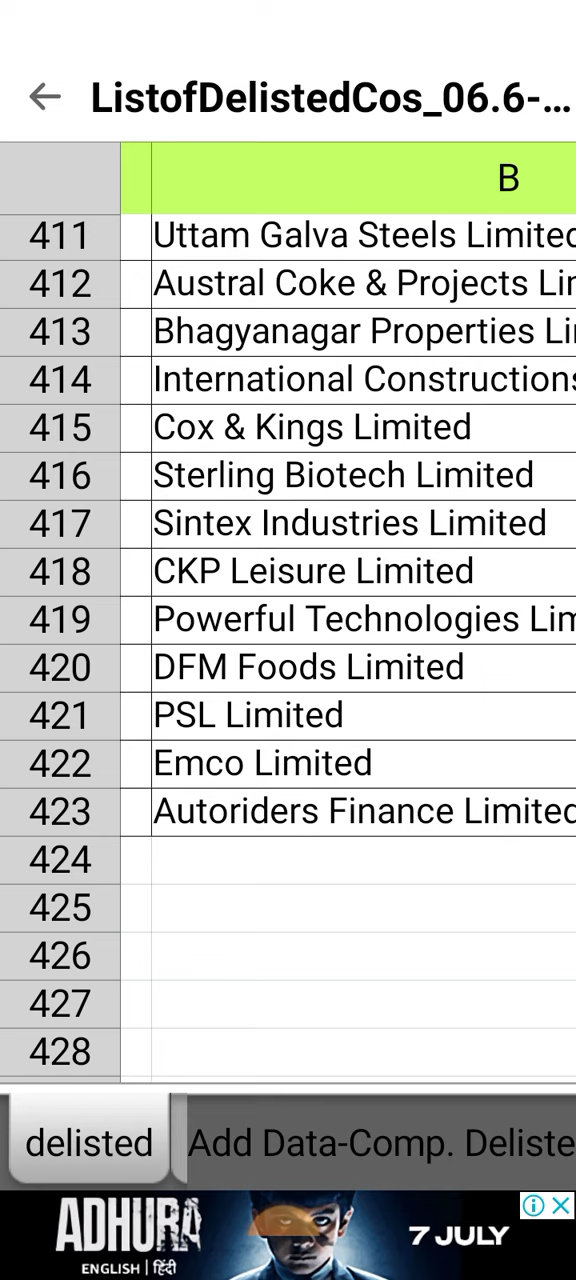 ListofDelistedCos_06.6-...
B
411 Uttam Galva Steels Limited
412 Austral Coke & Projects Lin
413 Bhagyanagar Properties Li
414 International Constructions
415 Cox & Kings Limited
416 Sterling Biotech Limited
417 Sintex Industries Limited
418 CKP Leisure Limited
419 Powerful Technologies Lim
420 DFM Foods Limited
421 PSL Limited
422 Emco Limited
423 Autoriders Finance Limited
424
425
426
427
428
delisted Add Data-Comp. Deliste
ADHURA
7 JULY
ENGLISH | हिंदी